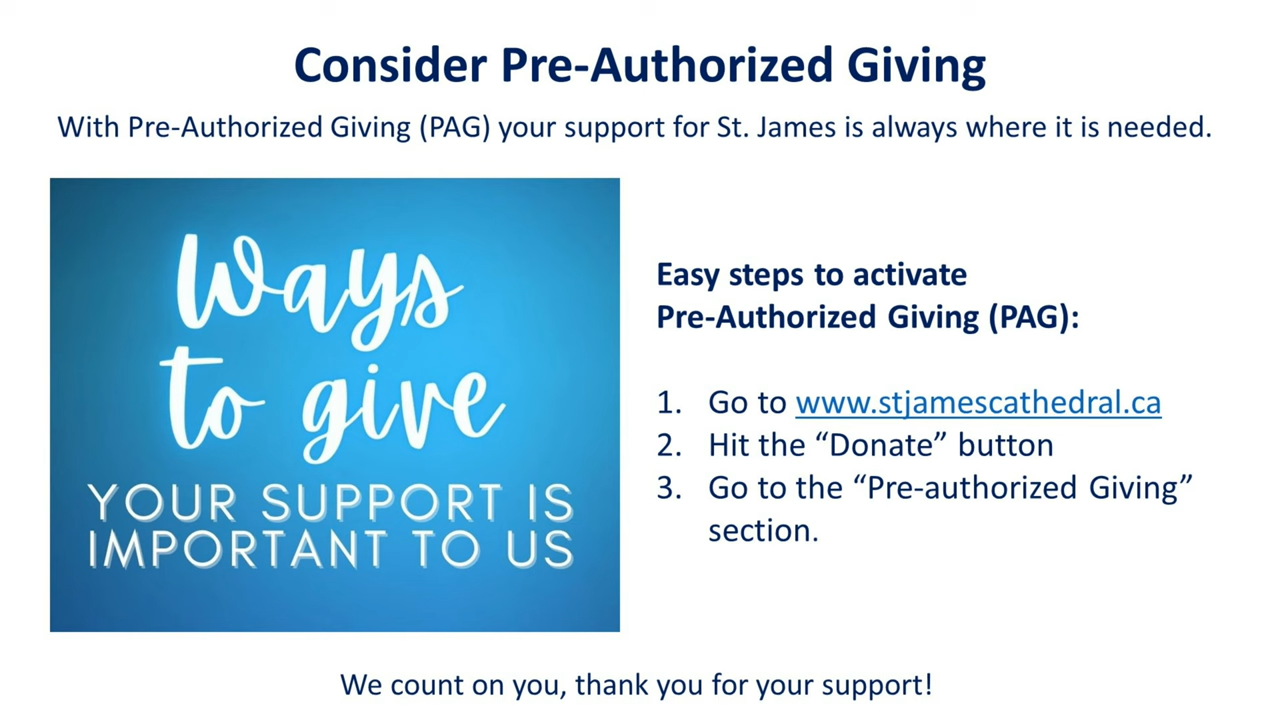 Consider Pre-Authorized Giving
With Pre-Authorized Giving (PAG) your support for St. James is always where it is needed.
Ways
to give
YOUR SUPPORT IS
IMPORTANT TO US
Easy steps to activate
Pre-Authorized Giving (PAG):
1. Go to www.stjamescathedral.ca
2. Hit the “Donate” button
3. Go to the “Pre-authorized Giving”
section.
We count on you, thank you for your support!